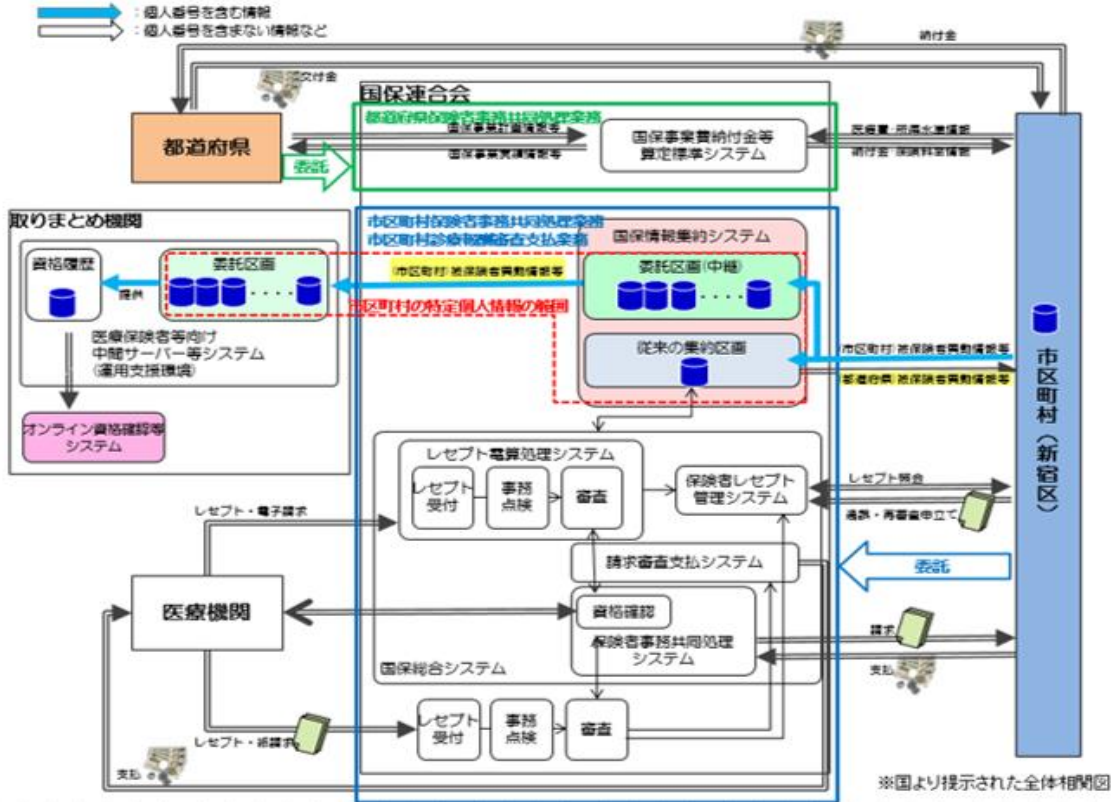 ：個人番号を含む情報
：個人番号を含まない情報など
納付金
交付金
国保連合会
都道府県保険者事務共同処理業務
都道府県
国保事業計画情報等
国保事業実績情報等
委託
国保事業費納付金等
算定標準システム
医療費・所得水準情報
納付金・保険料率情報
取りまとめ機関
市区町村保険者事務共同処理業務
市区町村診療報酬審査支払業務
国保情報集約システム
資格履歴
提供
委託区画
(市区町村)被保険者異動情報等
委託区画(中継)
市区町村の特定個人情報の範囲
医療保険者等向け
中間サーバー等システム
(運用支援環境)
従来の集約区画
(市区町村)被保険者異動情報等
(都道府県)被保険者異動情報等
市区町村（新宿区）
オンライン資格確認等
システム
レセプト電算処理システム
レセプト
受付
事務
点検
審査
保険者レセプト
管理システム
レセプト照会
過誤・再審査申立て
レセプト・電子請求
請求審査支払システム
委託
医療機関
資格確認
保険者事務共同処理
システム
請求
支払
国保総合システム
レセプト
受付
事務
点検
審査
レセプト・紙請求
支払
※国より提示された全体相関図